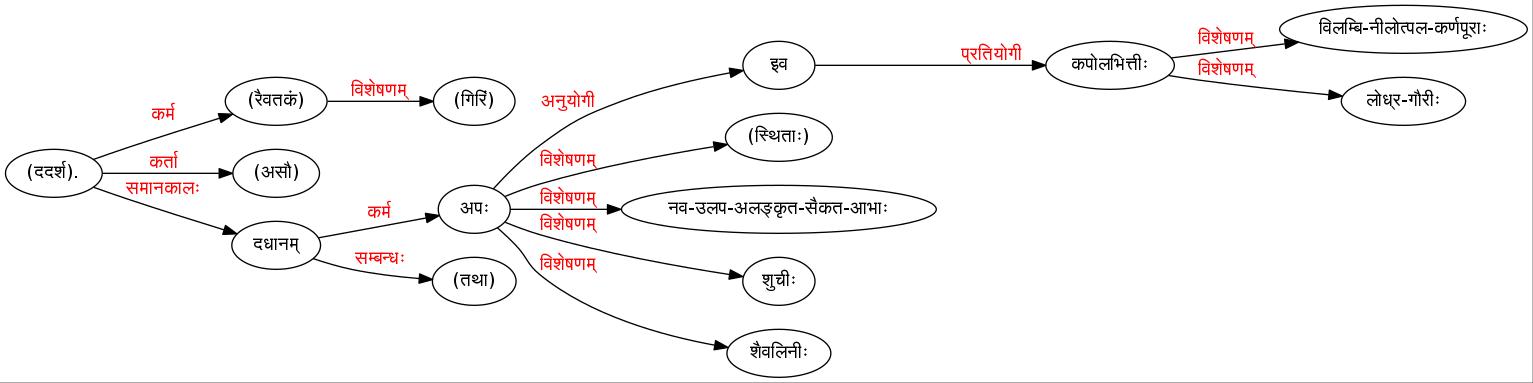 विलम्बि-नीलोत्पल-कर्णपूराः
विशेषणम्
इव
प्रतियोगी
कपोलभित्तीः
विशेषणम्
(रैवतकं)
विशेषणम्
(गिरिं)
अनुयोगी
लोध्र-गौरीः
कर्म
(स्थिताः)
विशेषणम्
(ददर्श).
कर्ता
(असौ)
समानकालः
कर्म
अपः
विशेषणम्
नव-उलप-अलङ्कृत-सैकत-आभाः
विशेषणम्
दधानम्
सम्बन्धः
(तथा)
विशेषणम्
शुचीः
शैवलिनीः